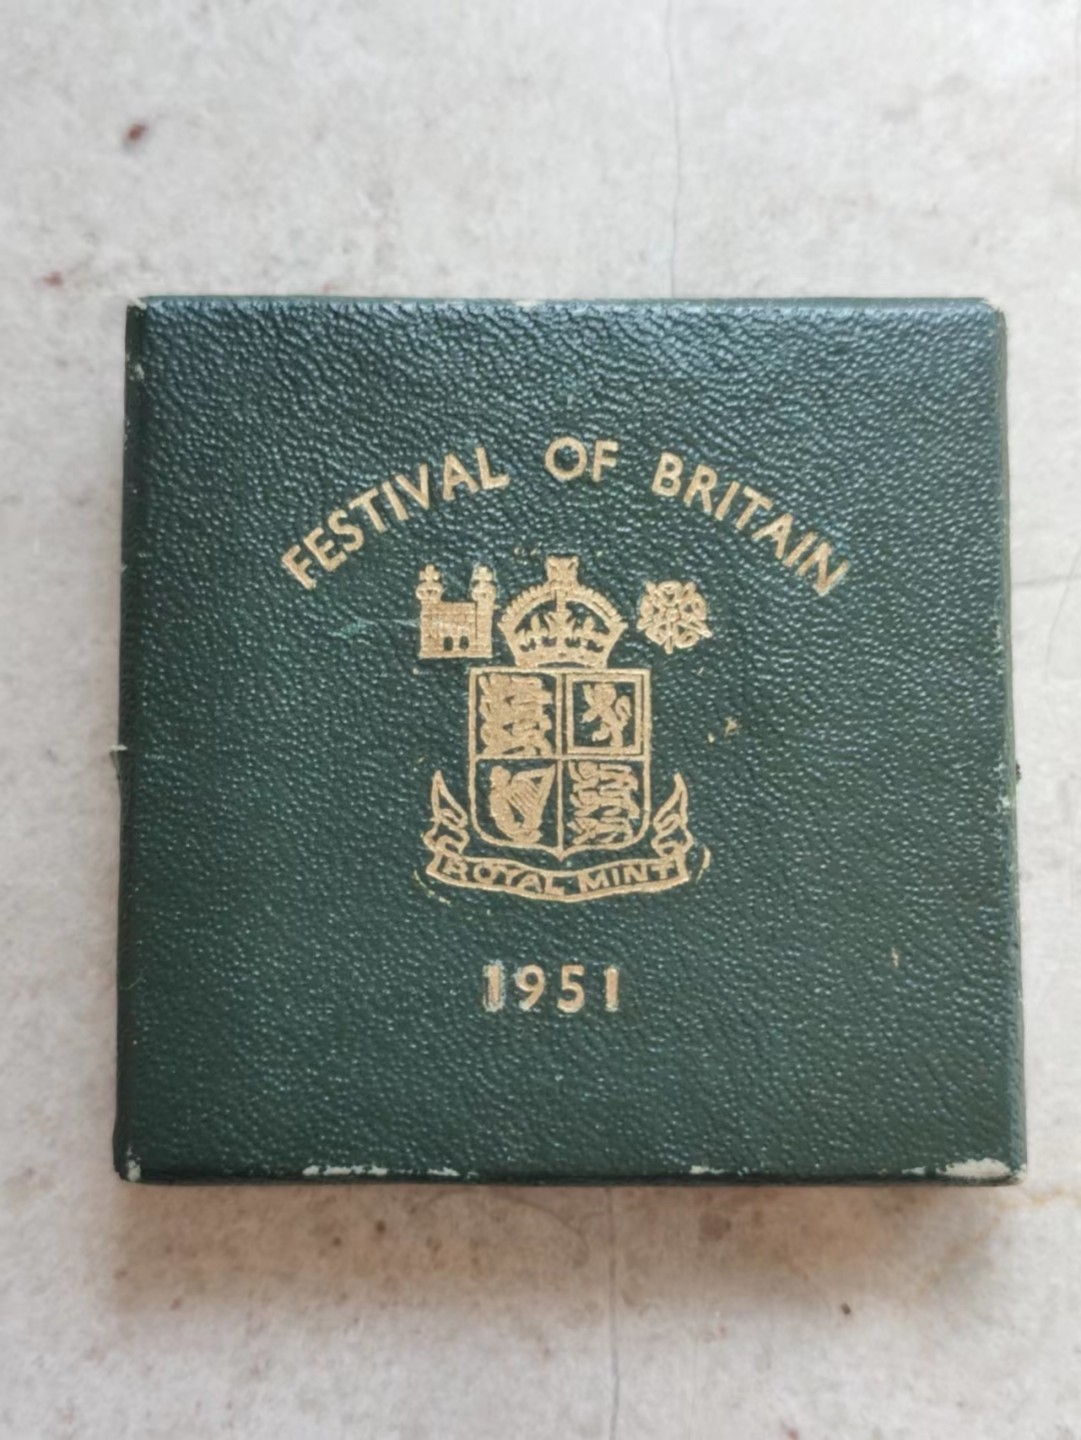 FESTIVAL OF BRITAIN
ROYAL MINT
1951